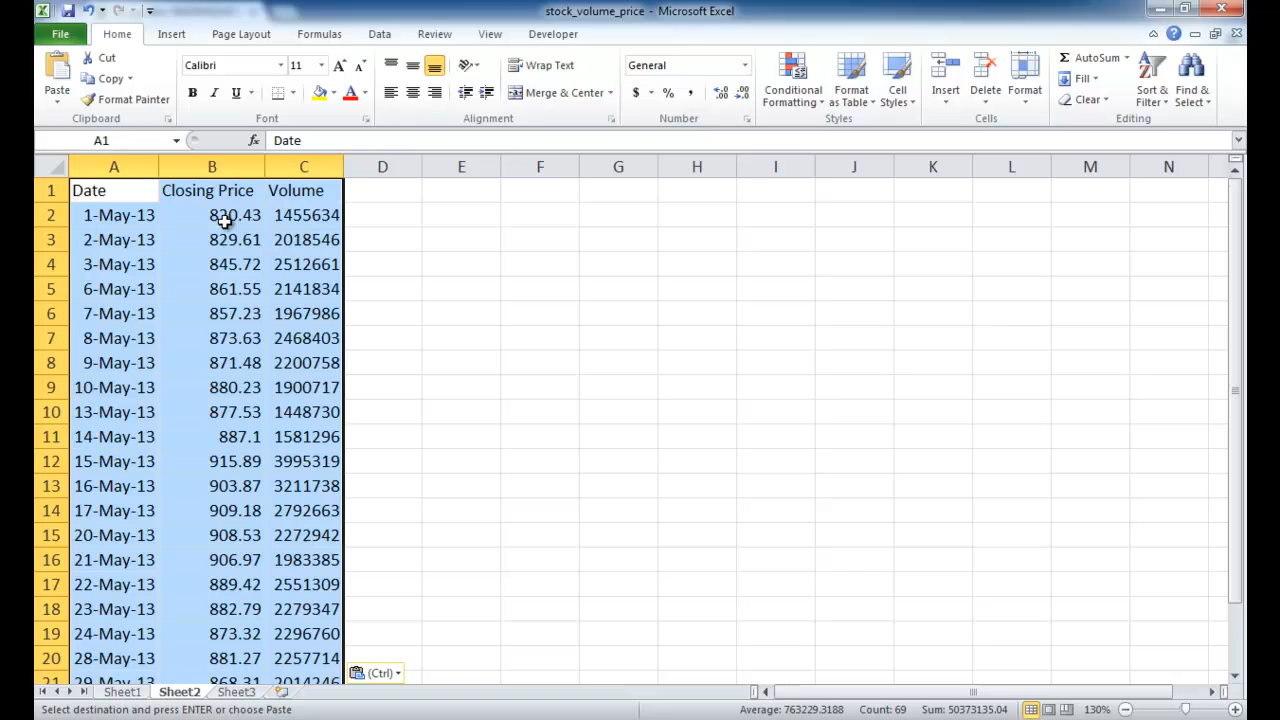 stock_volume_price - Microsoft Excel
File Home Insert Page Layout Formulas Data Review View Developer
Paste
Cut
Copy
Format Painter
Clipboard
Calibri 11
B I U
Font
Wrap Text
Merge & Center
Alignment
General
$ % ,
Number
Conditional Formatting
Format as Table
Cell Styles
Styles
Insert
Delete
Format
Cells
AutoSum
Fill
Clear
Sort & Filter
Find & Select
Editing
A1 fx Date
A B C D E F G H I J K L M N
1 Date Closing Price Volume
2 1-May-13 1455634
3 2-May-13 829.61 2018546
4 3-May-13 845.72 2512661
5 6-May-13 861.55 2141834
6 7-May-13 857.23 1967986
7 8-May-13 873.63 2468403
8 9-May-13 871.48 2200758
9 10-May-13 880.23 1900717
10 13-May-13 877.53 1448730
11 14-May-13 887.1 1581296
12 15-May-13 915.89 3995319
13 16-May-13 903.87 3211738
14 17-May-13 909.18 2792663
15 20-May-13 908.53 2272942
16 21-May-13 906.97 1983385
17 22-May-13 889.42 2551309
18 23-May-13 882.79 2279347
19 24-May-13 873.32 2296760
20 28-May-13 881.27 2257714
21 29-May-13 868.31 2014246
(Ctrl)
Sheet1 Sheet2 Sheet3
Select destination and press ENTER or choose Paste Average: 763229.3188 Count: 69 Sum: 50373135.04 130%